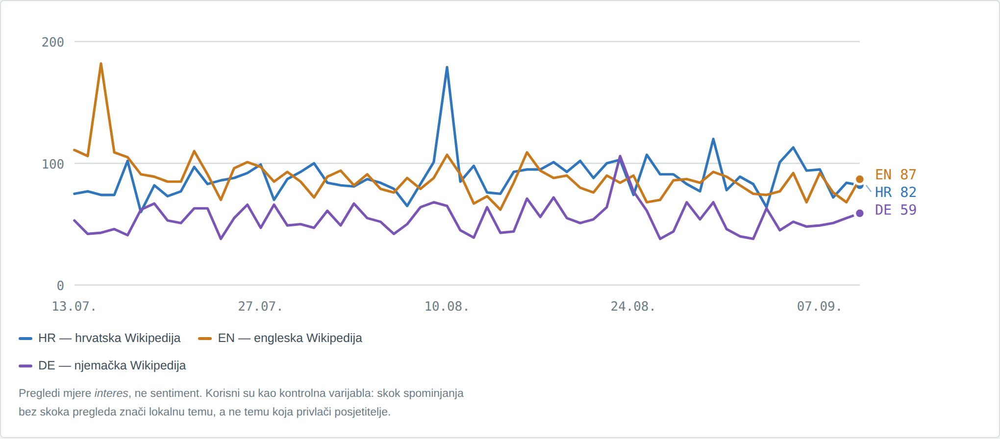 200
100
0
13.07. 27.07. 10.08. 24.08. 07.09.
EN 87
HR 82
DE 59
HR — hrvatska Wikipedija EN — engleska Wikipedija
DE — njemačka Wikipedija
Pregledi mjere interes, ne sentiment. Korisni su kao kontrolna varijabla: skok spominjanja
bez skoka pregleda znači lokalnu temu, a ne temu koja privlači posjetitelje.